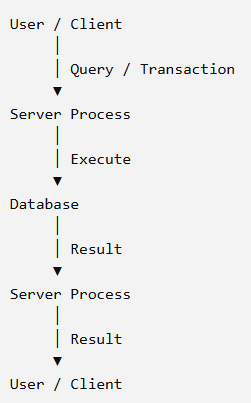 User / Client
Query / Transaction
Server Process
Execute
Database
Result
Server Process
Result
User / Client